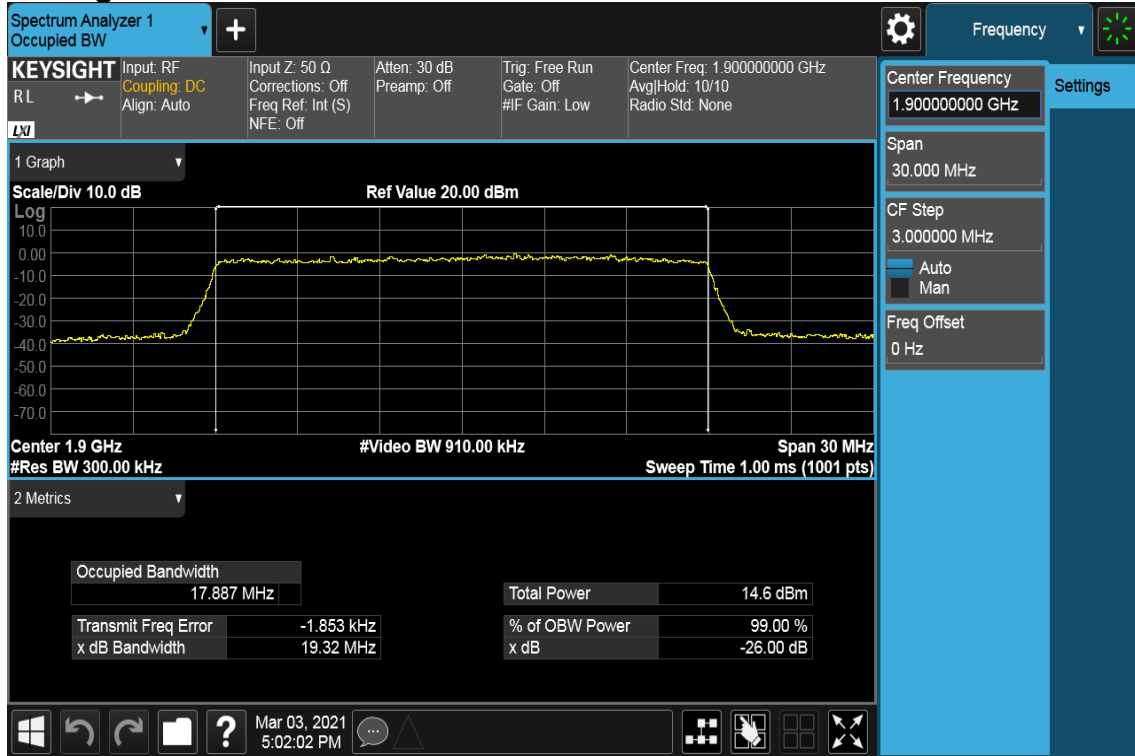 Spectrum Analyzer 1
Occupied BW
Frequency
KEYSIGHT
RL
LXI
Input: RF
Coupling: DC
Align: Auto
Input Z: 50 Ω
Corrections: Off
Freq Ref: Int (S)
NFE: Off
Atten: 30 dB
Preamp: Off
Trig: Free Run
Gate: Off
#IF Gain: Low
Center Freq: 1.900000000 GHz
Avg|Hold: 10/10
Radio Std: None
Center Frequency
1.900000000 GHz
Settings
Span
30.000 MHz
CF Step
3.000000 MHz
Auto
Man
Freq Offset
0 Hz
1 Graph
Scale/Div 10.0 dB
Ref Value 20.00 dBm
Log
10.0
0.00
-10.0
-20.0
-30.0
-40.0
-50.0
-60.0
-70.0
Center 1.9 GHz
#Video BW 910.00 kHz
Span 30 MHz
#Res BW 300.00 kHz
Sweep Time 1.00 ms (1001 pts)
2 Metrics
Occupied Bandwidth
17.887 MHz
Total Power 14.6 dBm
Transmit Freq Error -1.853 kHz
% of OBW Power 99.00 %
x dB Bandwidth 19.32 MHz
x dB -26.00 dB
?
Mar 03, 2021
5:02:02 PM